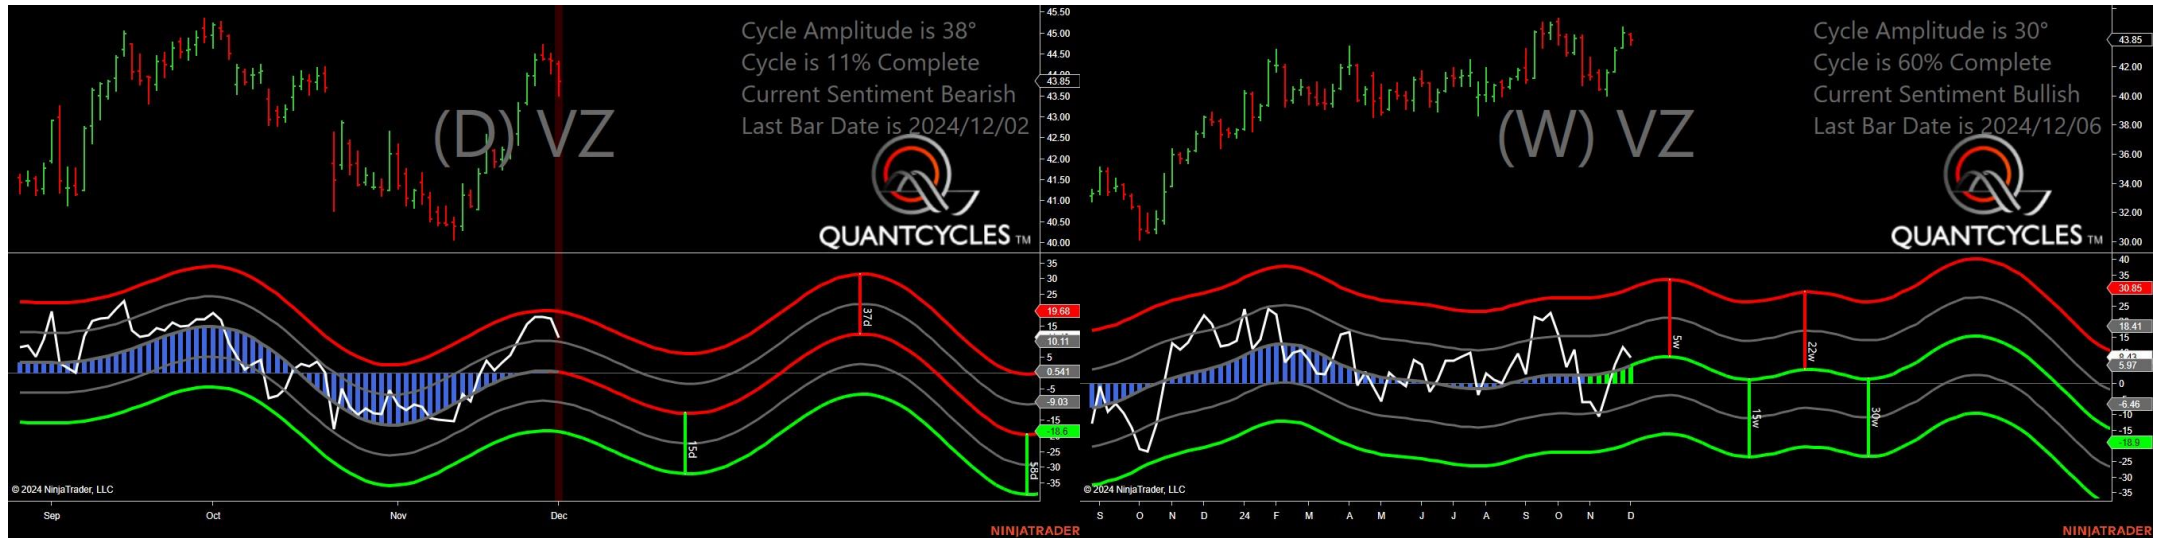 Cycle Amplitude is 38°
Cycle is 11% Complete
Current Sentiment Bearish
Last Bar Date is 2024/12/02
(D) VZ
QUANTCYCLES TM
45.50
45.00
44.50
44.00
43.85
43.50
43.00
42.50
42.00
41.50
41.00
40.50
40.00
35
30
25
19.68
15
10.11
5
0.541
-5
-9.03
-15
-18.6
-25
-30
-35
37d
15d
58d
© 2024 NinjaTrader, LLC
Sep Oct Nov Dec
NINJATRADER
Cycle Amplitude is 30°
Cycle is 60% Complete
Current Sentiment Bullish
Last Bar Date is 2024/12/06
(W) VZ
QUANTCYCLES TM
43.85
42.00
40.00
38.00
36.00
34.00
32.00
30.00
40
35
30.85
25
18.41
15
8.43
5.97
0
-6.46
-10
-15
-18.9
-25
-30
-35
5w
22w
15w
30w
© 2024 NinjaTrader, LLC
S O N D 24 F M A M J J A S O N D
NINJATRADER